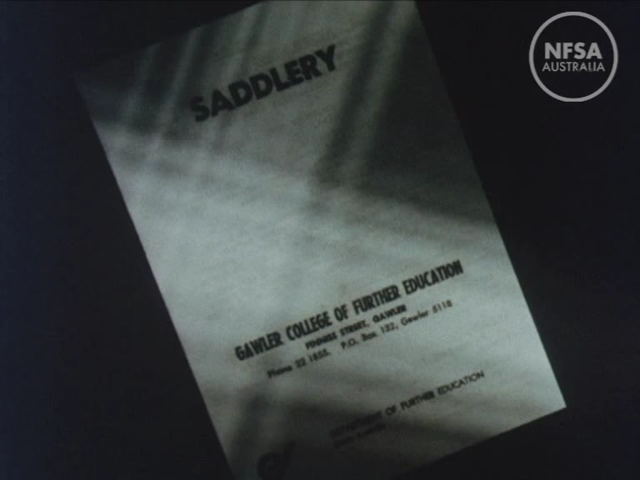 NFSA
AUSTRALIA
SADDLERY
GAWLER COLLEGE OF FURTHER EDUCATION
FINNISS STREET, GAWLER
Phone 22 1855. P.O. Box 132, Gawler 5118
DEPARTMENT OF FURTHER EDUCATION